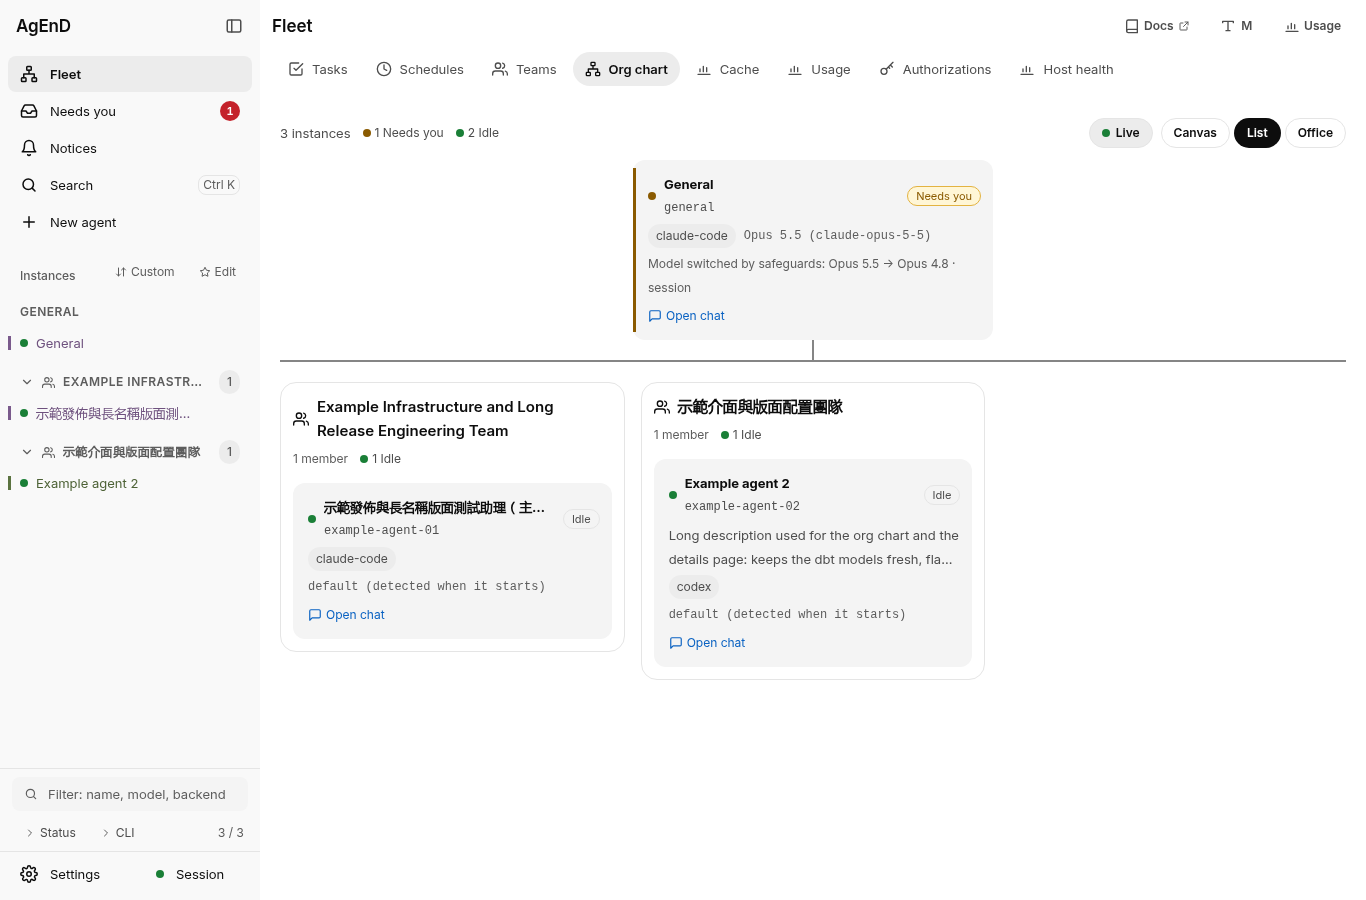 AgEnD
Fleet
Needs you
1
Notices
Search
Ctrl K
New agent
Instances
Custom
Edit
GENERAL
General
EXAMPLE INFRASTR...
1
示範發佈與長名稱版面測...
示範介面與版面配置團隊
1
Example agent 2
Filter: name, model, backend
Status
CLI
3 / 3
Settings
Session
Fleet
Docs
M
Usage
Tasks
Schedules
Teams
Org chart
Cache
Usage
Authorizations
Host health
3 instances
1 Needs you
2 Idle
Live
Canvas
List
Office
General
general
Needs you
claude-code
Opus 5.5 (claude-opus-5-5)
Model switched by safeguards: Opus 5.5 → Opus 4.8 ·
session
Open chat
Example Infrastructure and Long
Release Engineering Team
1 member
1 Idle
示範發佈與長名稱版面測試助理（主...
example-agent-01
Idle
claude-code
default (detected when it starts)
Open chat
示範介面與版面配置團隊
1 member
1 Idle
Example agent 2
example-agent-02
Idle
Long description used for the org chart and the
details page: keeps the dbt models fresh, fla...
codex
default (detected when it starts)
Open chat